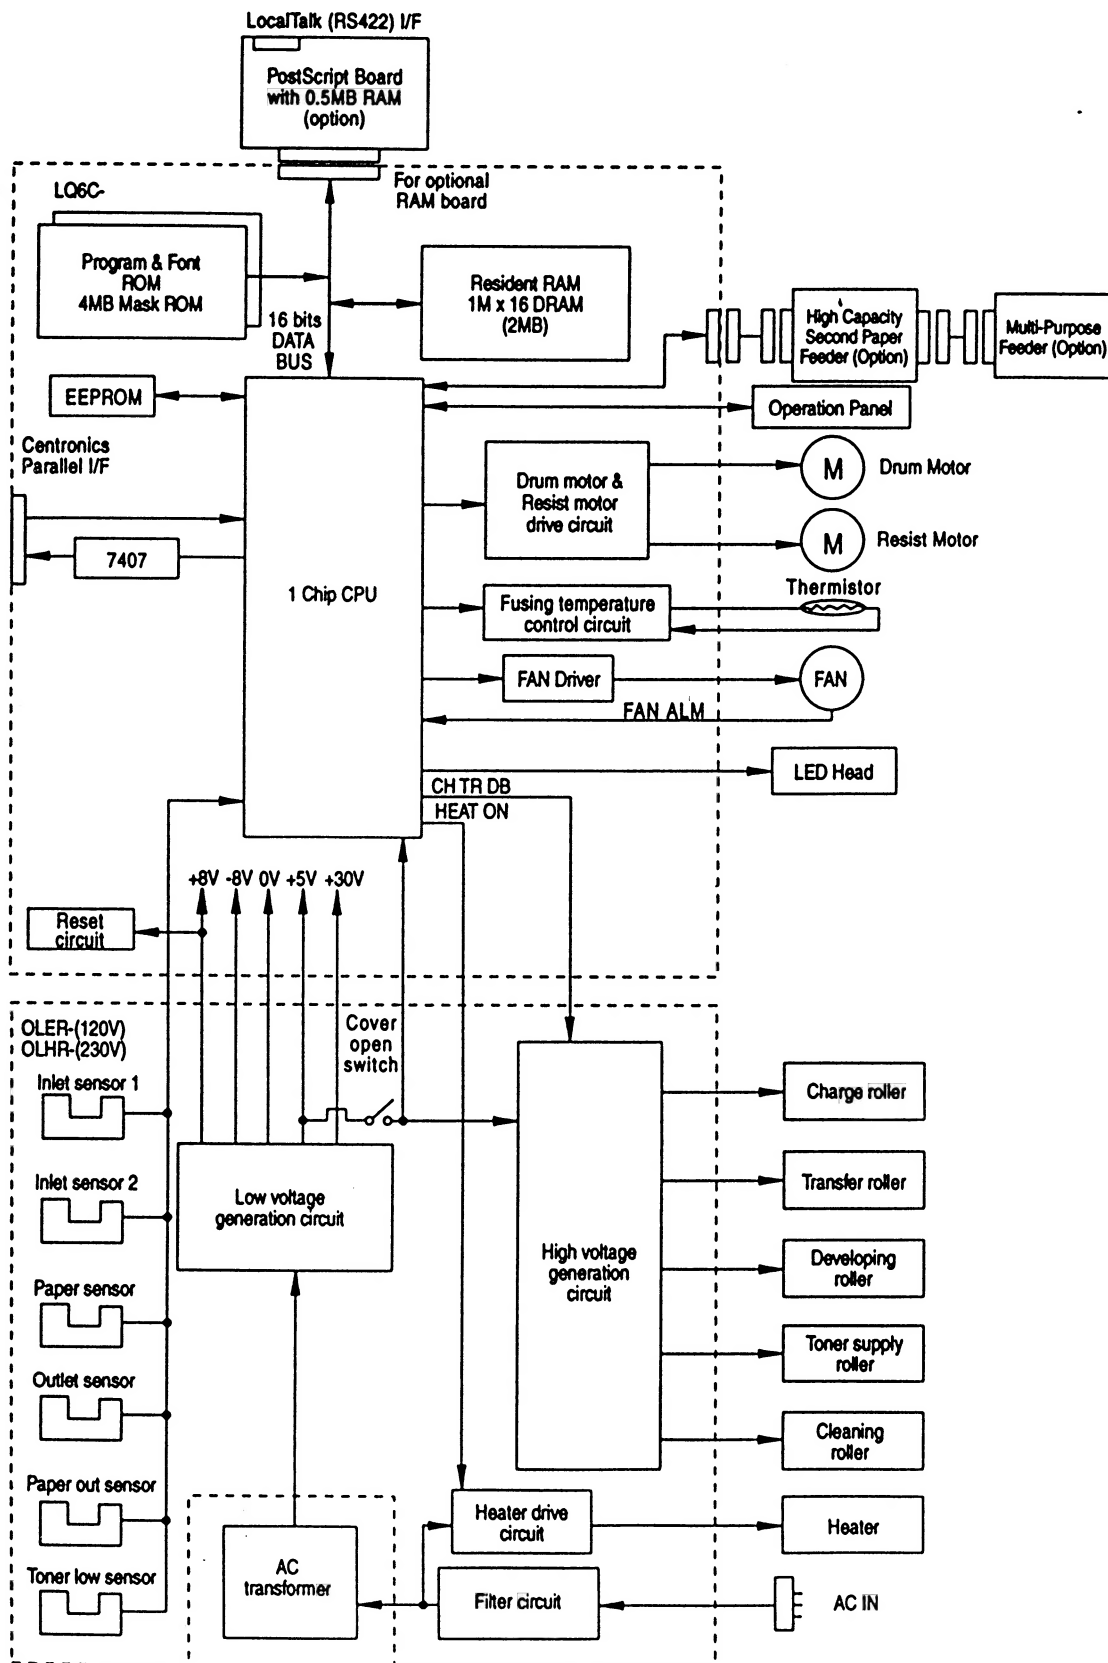 LocalTalk (RS422) I/F
PostScript Board
with 0.5MB RAM
(option)
For optional
RAM board
LQ6C-
Program & Font
ROM
4MB Mask ROM
Resident RAM
1M x 16 DRAM
(2MB)
16 bits
DATA
BUS
High Capacity
Second Paper
Feeder (Option)
Multi-Purpose
Feeder (Option)
EEPROM
Operation Panel
Centronics
Parallel I/F
7407
1 Chip CPU
Drum motor &
Resist motor
drive circuit
M
Drum Motor
M
Resist Motor
Thermistor
Fusing temperature
control circuit
FAN Driver
FAN
FAN ALM
LED Head
CH TR DB
HEAT ON
+8V -8V 0V +5V +30V
Reset
circuit
OLER-(120V)
OLHR-(230V)
Cover
open
switch
Inlet sensor 1
Inlet sensor 2
Paper sensor
Outlet sensor
Paper out sensor
Toner low sensor
Low voltage
generation circuit
High voltage
generation
circuit
Charge roller
Transfer roller
Developing
roller
Toner supply
roller
Cleaning
roller
Heater drive
circuit
Heater
AC
transformer
Filter circuit
AC IN